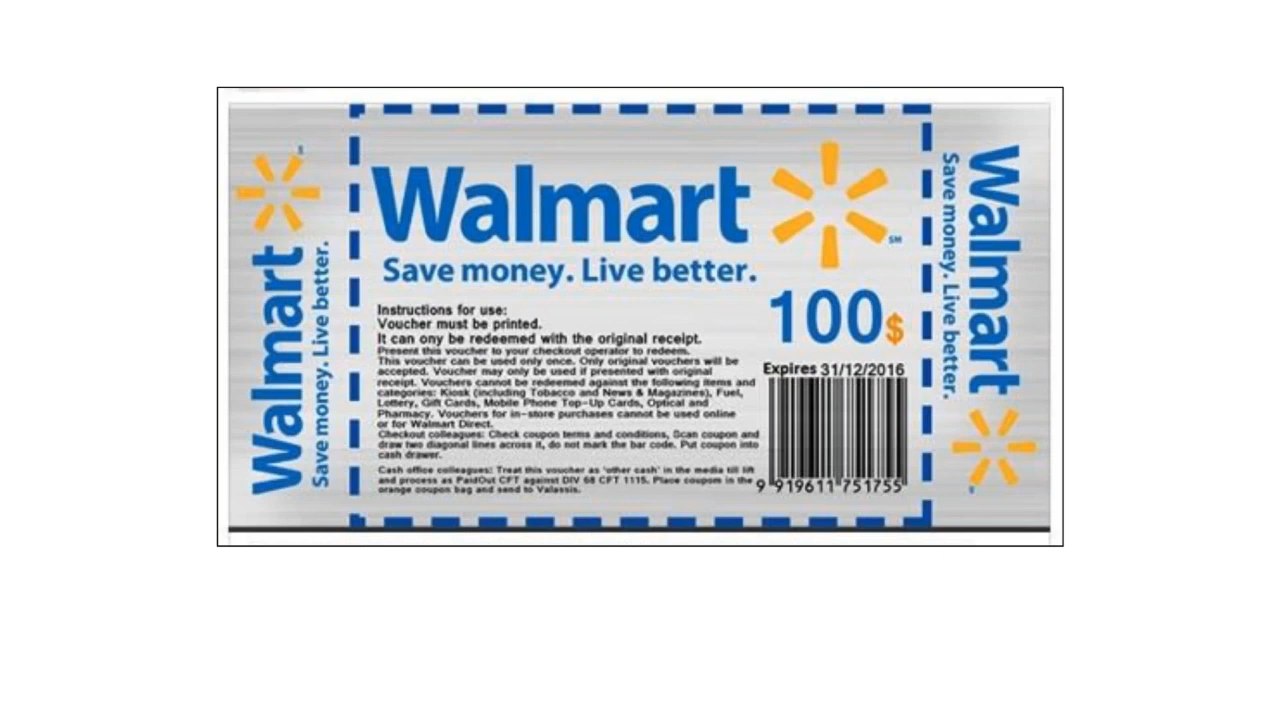 Walmart
Save money. Live better.
Walmart
SM
Save money. Live better.
100$
Instructions for use:
Voucher must be printed.
It can ony be redeemed with the original receipt.
Present this voucher to your checkout operator to redeem.
This voucher can be used only once. Only original vouchers will be
accepted. Voucher may only be used if presented with original
receipt. Vouchers cannot be redeemed against the following items and
categories: Kiosk (including Tobacco and News & Magazines), Fuel,
Lottery, Gift Cards, Mobile Phone Top-Up Cards, Optical and
Pharmacy. Vouchers for in-store purchases cannot be used online
or for Walmart Direct.
Checkout colleagues: Check coupon terms and conditions, Scan coupon and
draw two diagonal lines across it, do not mark the bar code. Put coupon into
cash drawer.
Cash office colleagues: Treat this voucher as 'other cash' in the media till lift
and process as PaidOut CFT against DIV 68 CFT 1115. Place coupom in the
orange coupon bag and send to Valassis.
Expires 31/12/2016
9 919611 751755
Walmart
Save money. Live better.